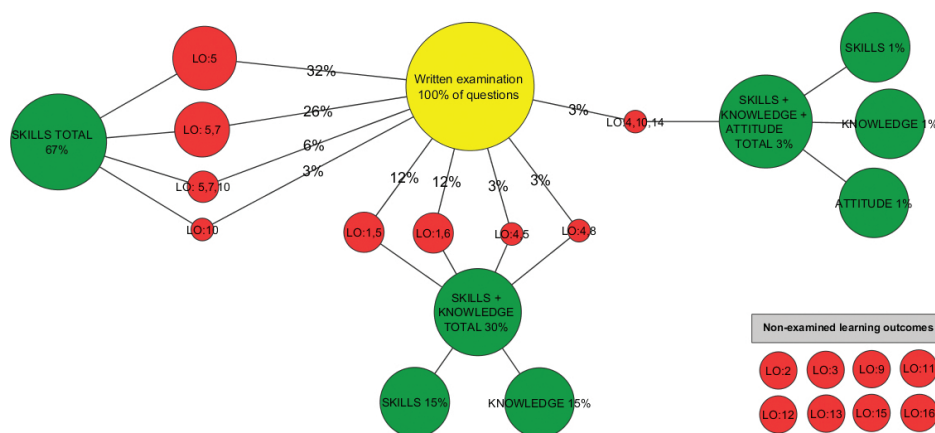 LO:5
32%
Written examination
100% of questions
SKILLS TOTAL
67%
LO: 5,7
26%
LO: 5,7,10
6%
LO:10
3%
3%
LO:4,10,14
SKILLS +
KNOWLEDGE +
ATTITUDE
TOTAL 3%
SKILLS 1%
KNOWLEDGE 1%
ATTITUDE 1%
12%
12%
3%
3%
LO:1,5
LO:1,6
LO:4,5
LO:4,8
SKILLS +
KNOWLEDGE
TOTAL 30%
SKILLS 15%
KNOWLEDGE 15%
Non-examined learning outcomes
LO:2
LO:3
LO:9
LO:11
LO:12
LO:13
LO:15
LO:16